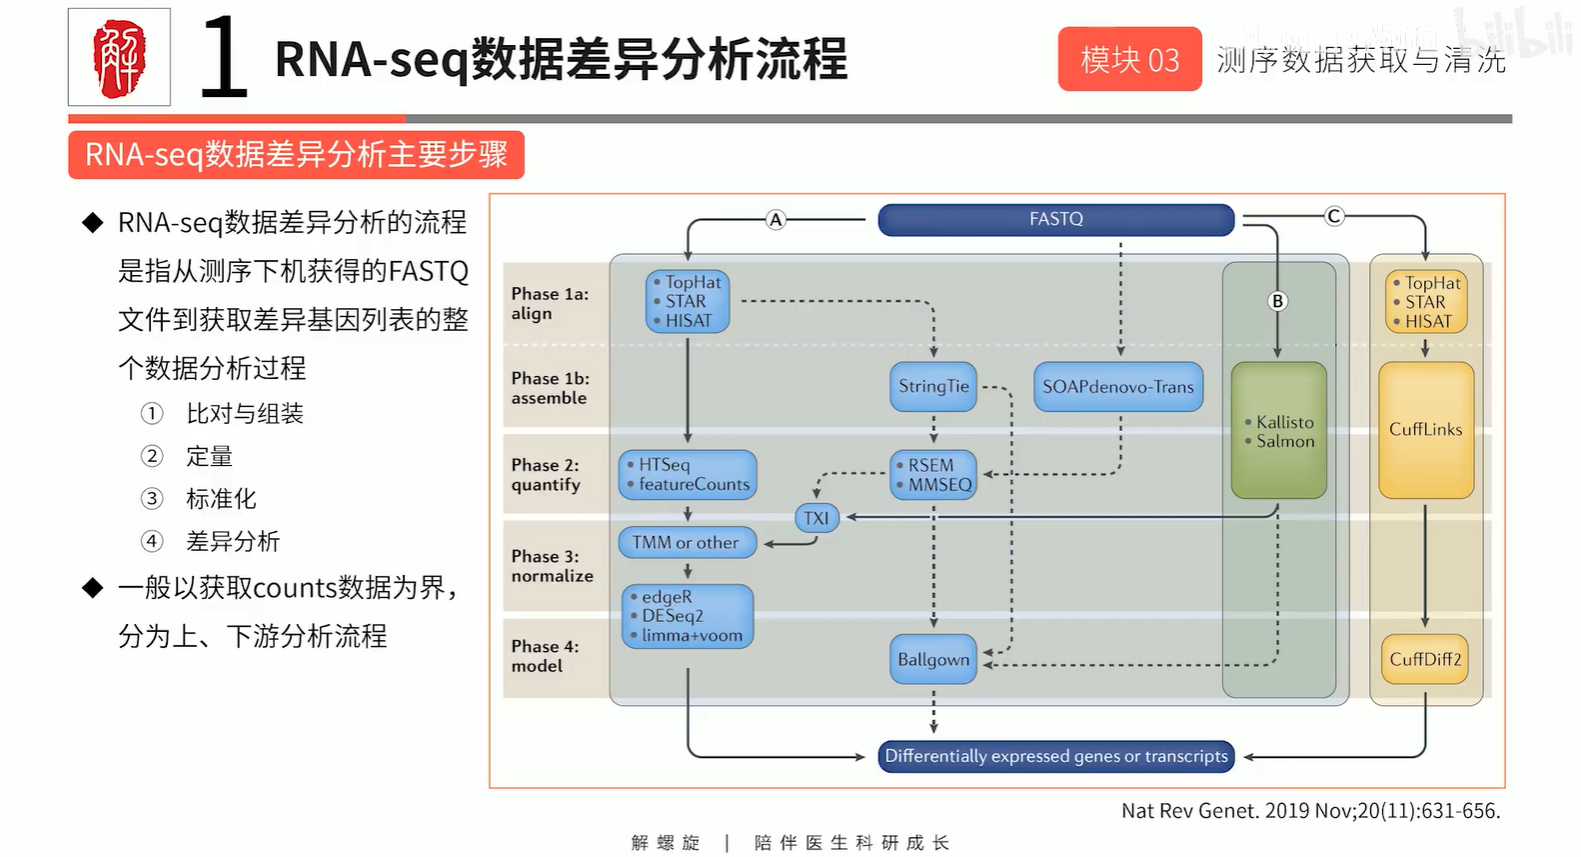 解
1
RNA-seq数据差异分析流程
模块 03
测序数据获取与清洗
bilibili
RNA-seq数据差异分析主要步骤
◆ RNA-seq数据差异分析的流程
是指从测序下机获得的FASTQ
文件到获取差异基因列表的整
个数据分析过程
① 比对与组装
② 定量
③ 标准化
④ 差异分析
◆ 一般以获取counts数据为界，
分为上、下游分析流程
A
FASTQ
C
Phase 1a:
align
• TopHat
• STAR
• HISAT
B
• TopHat
• STAR
• HISAT
Phase 1b:
assemble
StringTie
SOAPdenovo-Trans
• Kallisto
• Salmon
CuffLinks
Phase 2:
quantify
• HTSeq
• featureCounts
• RSEM
• MMSEQ
TXI
Phase 3:
normalize
TMM or other
• edgeR
• DESeq2
• limma+voom
Phase 4:
model
Ballgown
CuffDiff2
Differentially expressed genes or transcripts
Nat Rev Genet. 2019 Nov;20(11):631-656.
解螺旋 | 陪伴医生科研成长